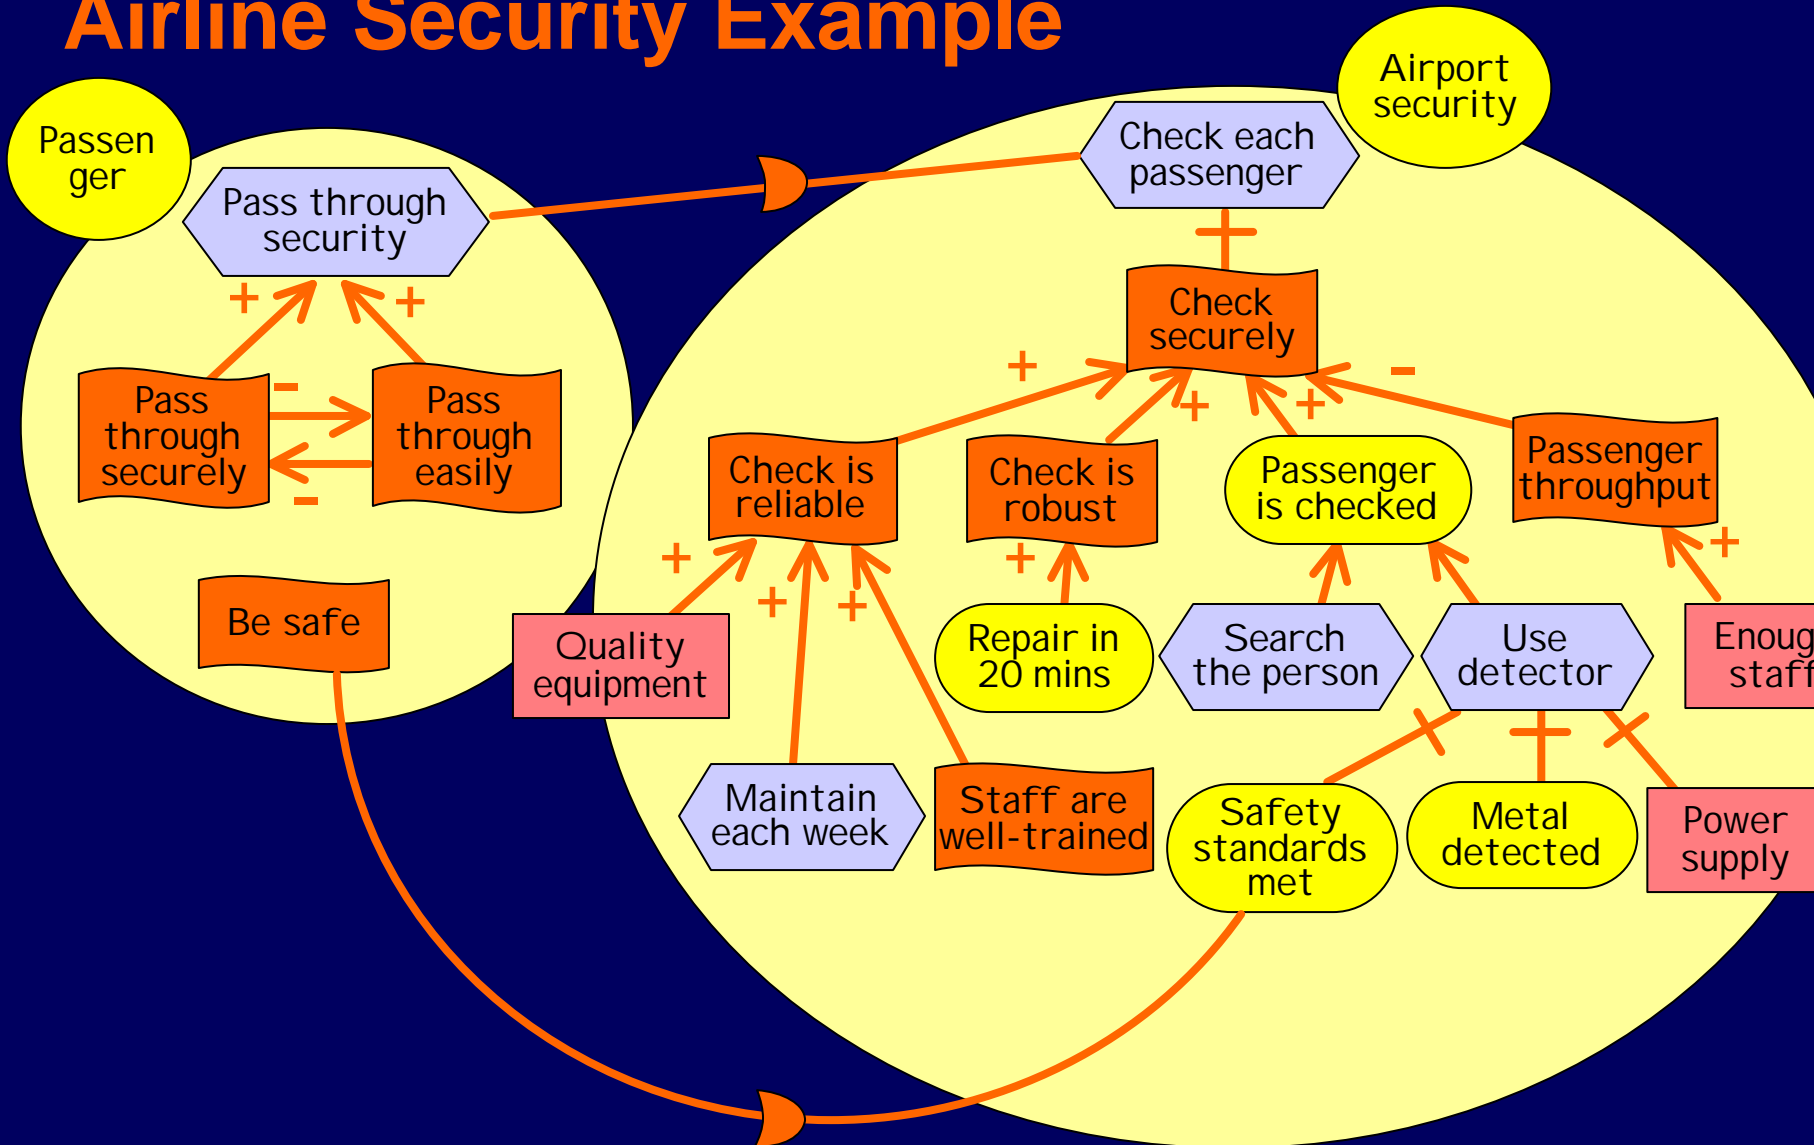 Airline Security Example
Airport
security
Passen
ger
Check each
passenger
Pass through
security
+
+
Check
securely
+
+
+
-
Pass
through
securely
-
-
Pass
through
easily
Check is
reliable
Check is
robust
Passenger
is checked
Passenger
throughput
+
+
+
+
+
Be safe
Quality
equipment
Repair in
20 mins
Search
the person
Use
detector
Enoug
staff
Maintain
each week
Staff are
well-trained
Safety
standards
met
Metal
detected
Power
supply